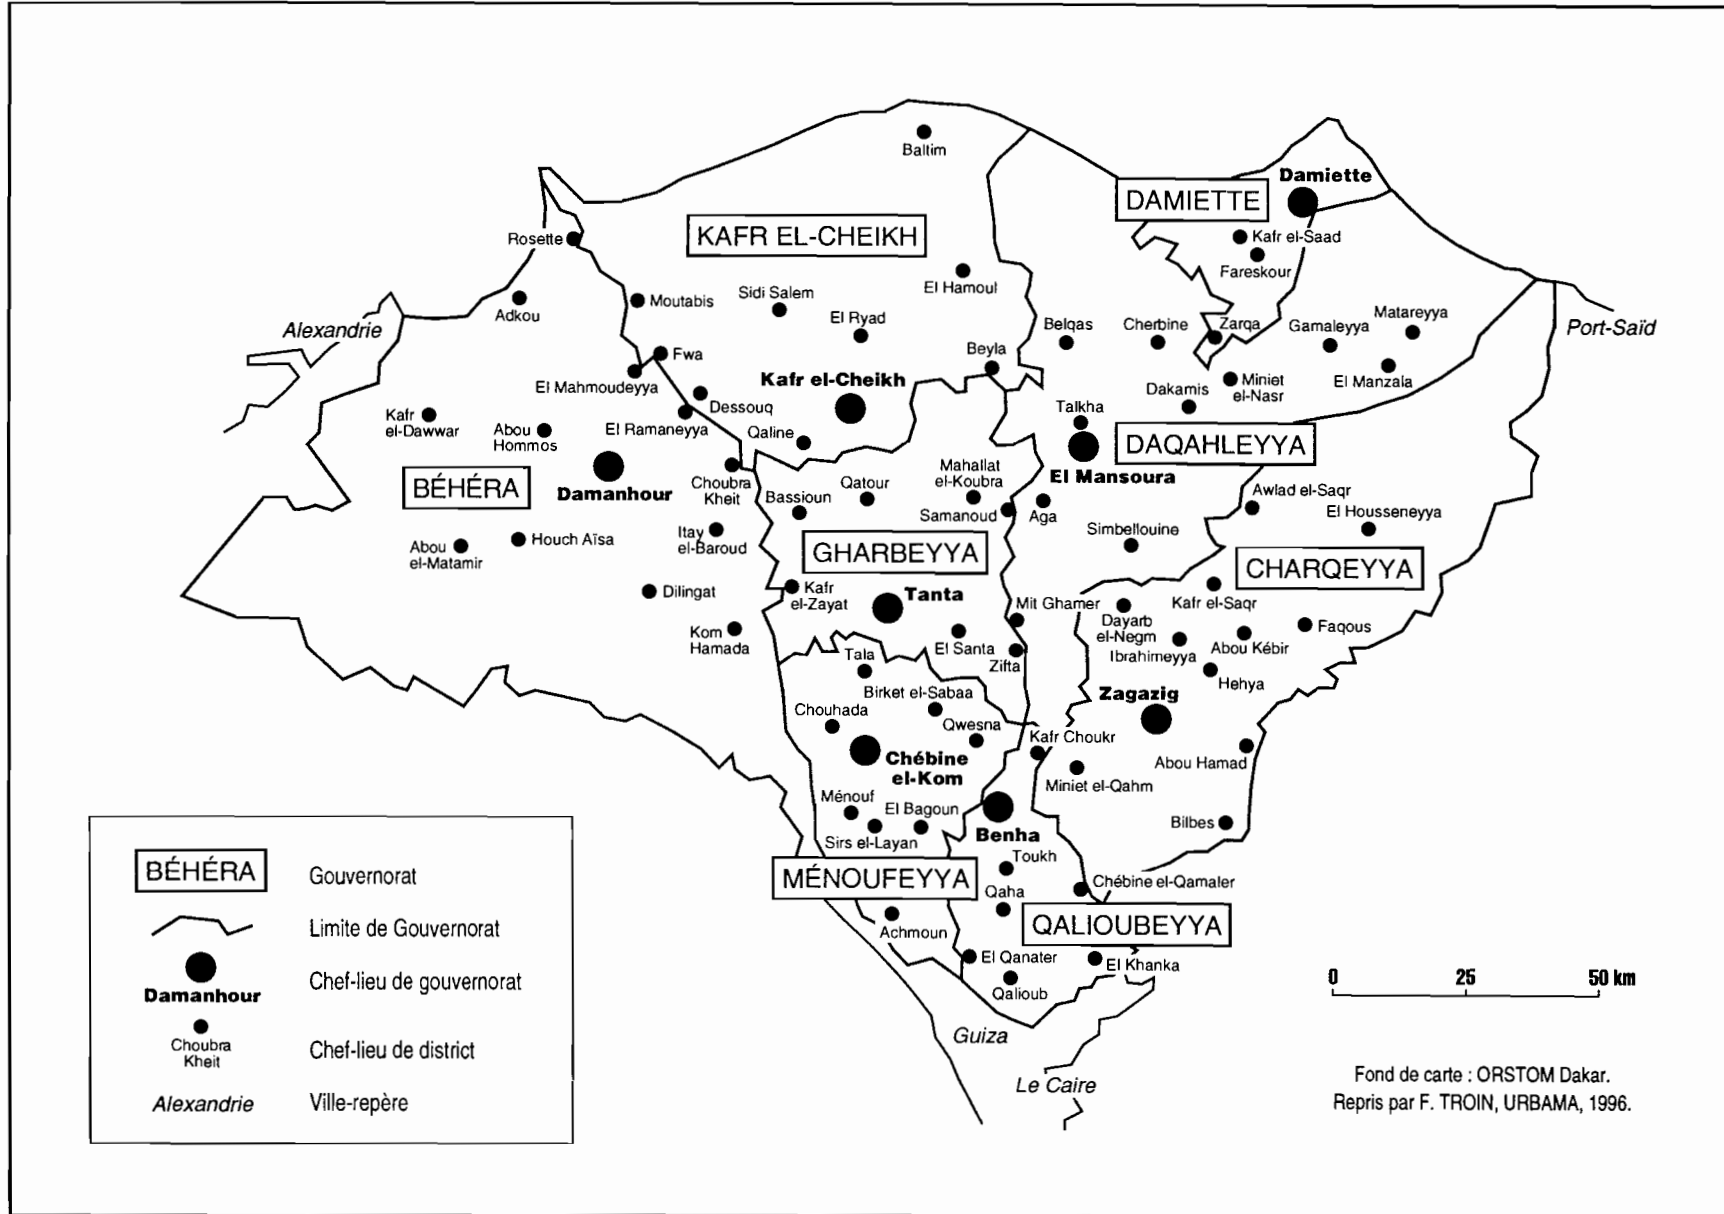 Baltim
Damiette
DAMIETTE
KAFR EL-CHEIKH
Rosette
Kafr el-Saad
Fareskour
El Hamoul
Sidi Salem
Moutabis
Adkou
El Ryad
Alexandrie
Belqas
Cherbine
Zarqa
Gamaleyya
Matareyya
Port-Saïd
Fwa
Beyla
El Mahmoudeyya
Kafr el-Cheikh
Dakamis
Miniet
el-Nasr
El Manzala
Kafr
el-Dawwar
Abou
Hommos
Dessouq
El Ramaneyya
Qaline
Talkha
DAQAHLEYYA
El Mansoura
BÉHÉRA
Damanhour
Choubra
Kheit
Bassioun
Qatour
Mahallat
el-Koubra
Samanoud
Aga
Awlad el-Saqr
El Housseneyya
Simbellouine
Abou
el-Matamir
Houch Aïsa
Itay
el-Baroud
GHARBEYYA
CHARQEYYA
Dilingat
Kafr
el-Zayat
Tanta
Mit Ghamer
Dayarb
el-Negm
Kafr el-Saqr
Faqous
Kom
Hamada
El Santa
Zifta
Ibrahimeyya
Abou Kébir
Tala
Hehya
Birket el-Sabaa
Zagazig
Chouhada
Qwesna
Kafr Choukr
Chébine
el-Kom
Abou Hamad
Miniet el-Qahm
Ménouf
El Bagoun
Sirs el-Layan
Benha
Bilbes
Toukh
MÉNOUFEYYA
Qaha
Chébine el-Qamaler
QALIOUBEYYA
Achmoun
El Qanater
El Khanka
Qalioub
Guiza
Le Caire
BÉHÉRA
Gouvernorat
Limite de Gouvernorat
Damanhour
Chef-lieu de gouvernorat
Choubra
Kheit
Chef-lieu de district
Alexandrie
Ville-repère
0 25 50 km
Fond de carte : ORSTOM Dakar.
Repris par F. TROIN, URBAMA, 1996.